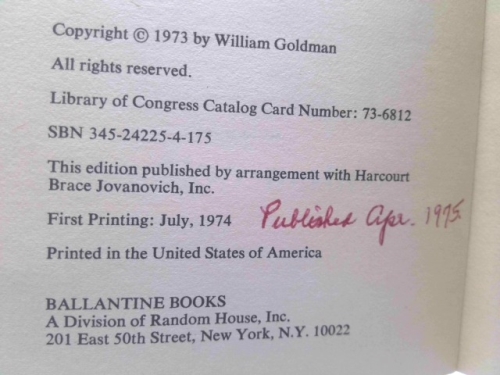 Copyright © 1973 by William Goldman
All rights reserved.
Library of Congress Catalog Card Number: 73-6812
SBN 345-24225-4-175
This edition published by arrangement with Harcourt
Brace Jovanovich, Inc.
First Printing: July, 1974 Published Apr. 1975
Printed in the United States of America
BALLANTINE BOOKS
A Division of Random House, Inc.
201 East 50th Street, New York, N.Y. 10022